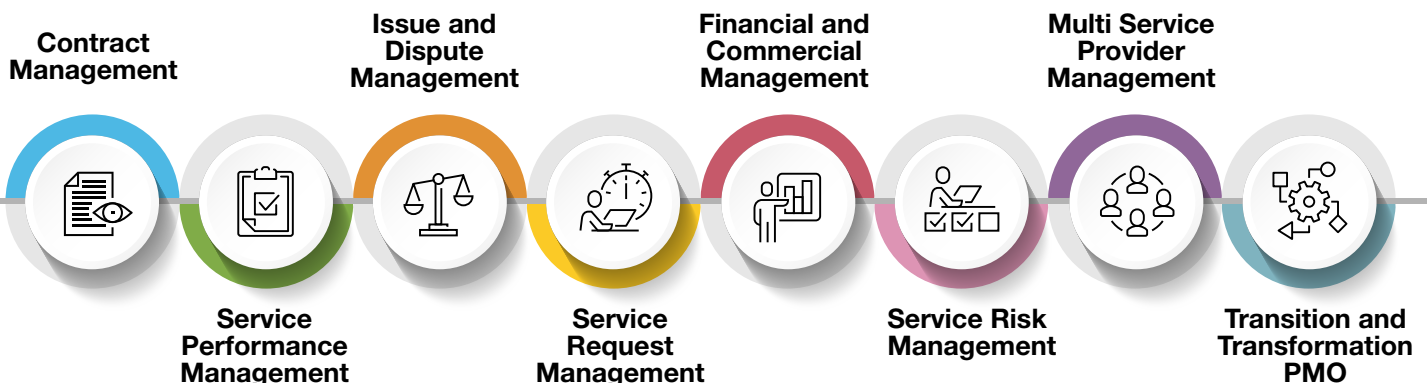 Contract
Management
Service
Performance
Management
Issue and
Dispute
Management
Service
Request
Management
Financial and
Commercial
Management
Service Risk
Management
Multi Service
Provider
Management
Transition and
Transformation
PMO